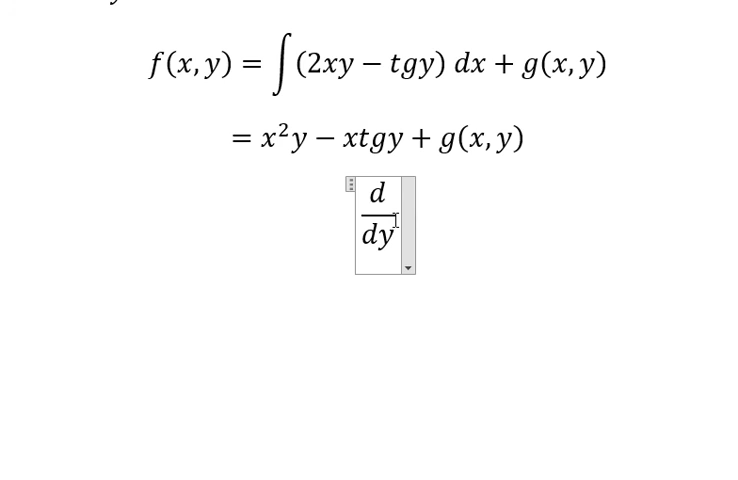 f(x, y) = ∫(2xy − tgy) dx + g(x, y)
= x²y − xtgy + g(x, y)
d
dy